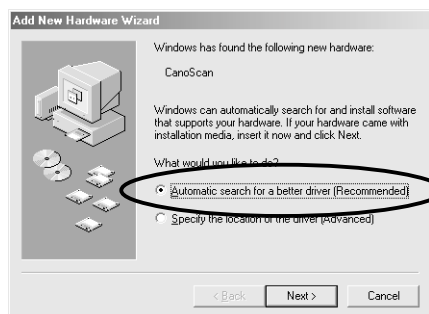 Add New Hardware Wizard
Windows has found the following new hardware:
CanoScan
Windows can automatically search for and install software
that supports your hardware. If your hardware came with
installation media, insert it now and click Next.
What would you like to do?
Automatic search for a better driver (Recommended)
Specify the location of the driver (Advanced)
< Back Next > Cancel